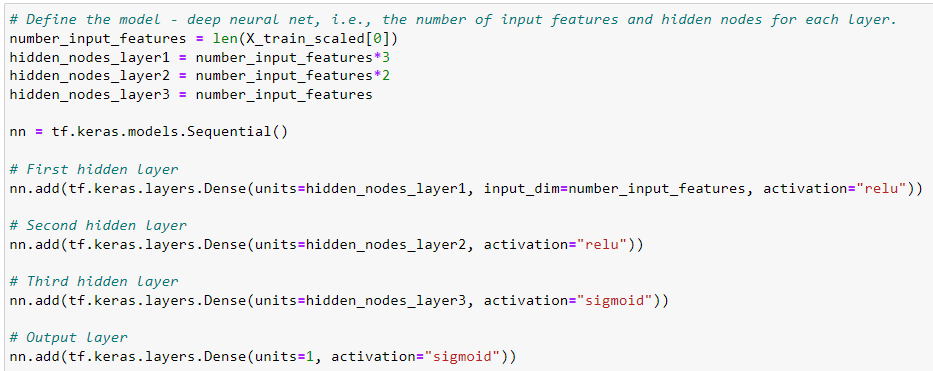 # Define the model - deep neural net, i.e., the number of input features and hidden nodes for each layer.
number_input_features = len(X_train_scaled[0])
hidden_nodes_layer1 = number_input_features*3
hidden_nodes_layer2 = number_input_features*2
hidden_nodes_layer3 = number_input_features
nn = tf.keras.models.Sequential()
# First hidden layer
nn.add(tf.keras.layers.Dense(units=hidden_nodes_layer1, input_dim=number_input_features, activation="relu"))
# Second hidden layer
nn.add(tf.keras.layers.Dense(units=hidden_nodes_layer2, activation="relu"))
# Third hidden layer
nn.add(tf.keras.layers.Dense(units=hidden_nodes_layer3, activation="sigmoid"))
# Output layer
nn.add(tf.keras.layers.Dense(units=1, activation="sigmoid"))